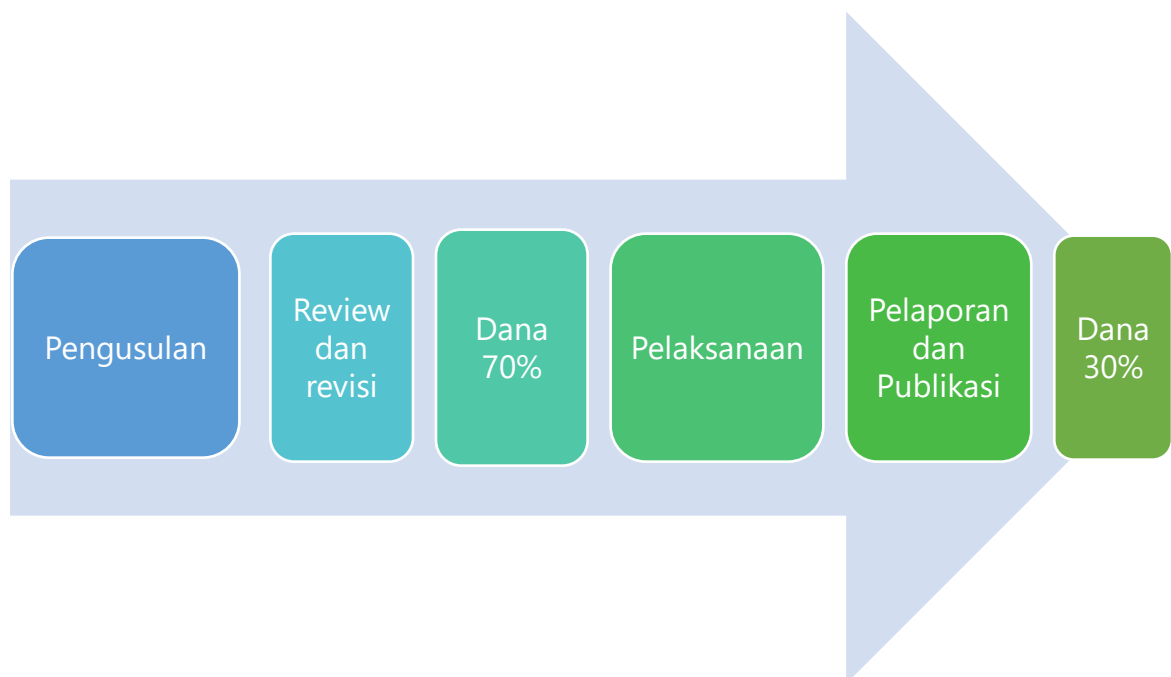 Pengusulan
Review
dan
revisi
Dana
70%
Pelaksanaan
Pelaporan
dan
Publikasi
Dana
30%